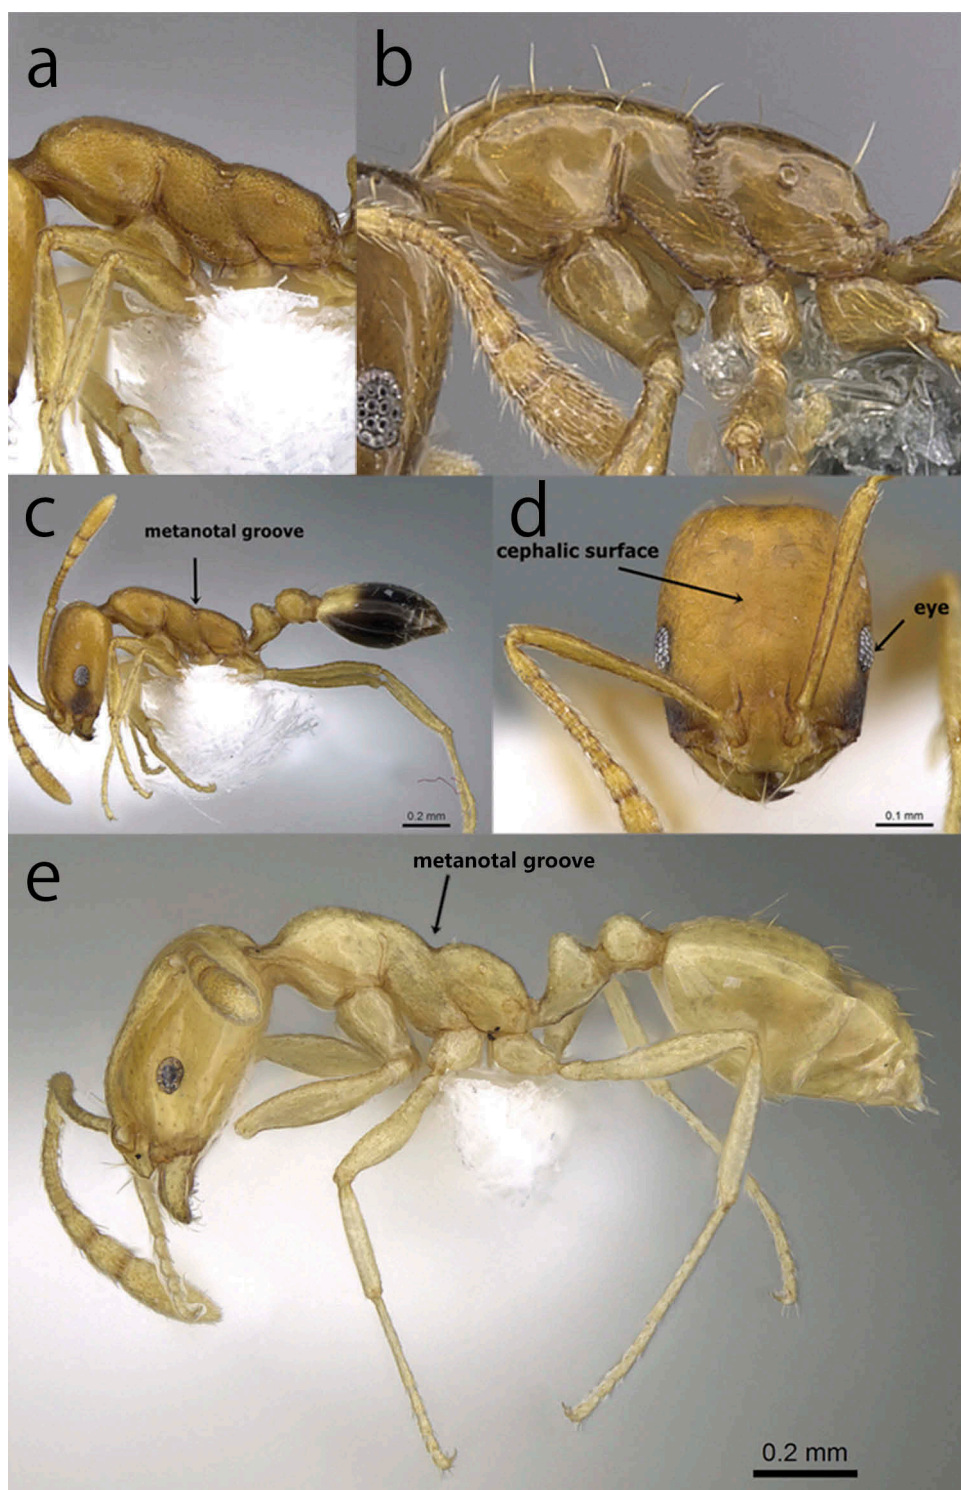 a
b
c
metanotal groove
0.2 mm
d
cephalic surface
eye
0.1 mm
e
metanotal groove
0.2 mm